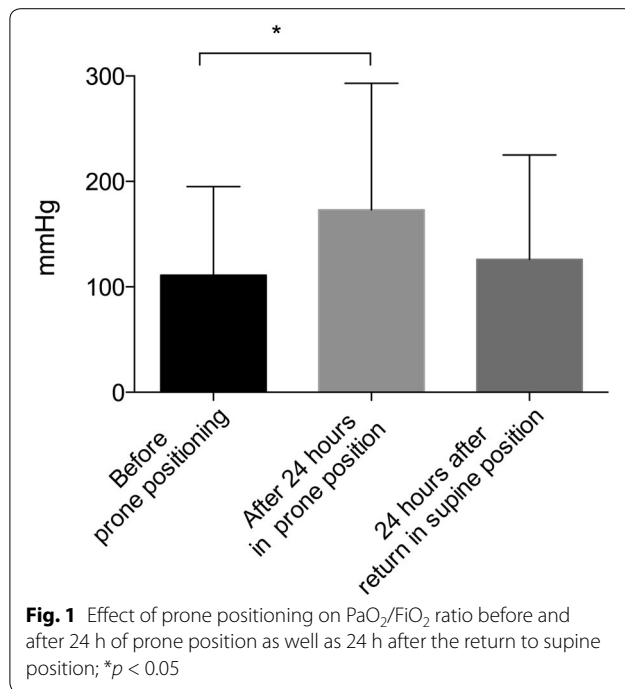 *
300
200
100
0
mmHg
Before
prone positioning
After 24 hours
in prone position
24 hours after
return in supine position
Fig. 1 Effect of prone positioning on PaO₂/FiO₂ ratio before and
after 24 h of prone position as well as 24 h after the return to supine
position; *p < 0.05